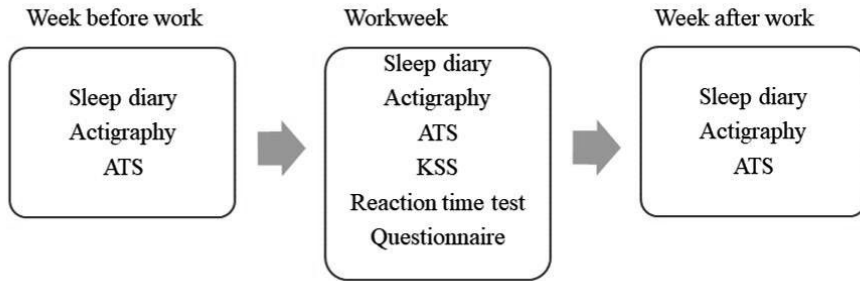 Week before work
Sleep diary
Actigraphy
ATS
Workweek
Sleep diary
Actigraphy
ATS
KSS
Reaction time test
Questionnaire
Week after work
Sleep diary
Actigraphy
ATS